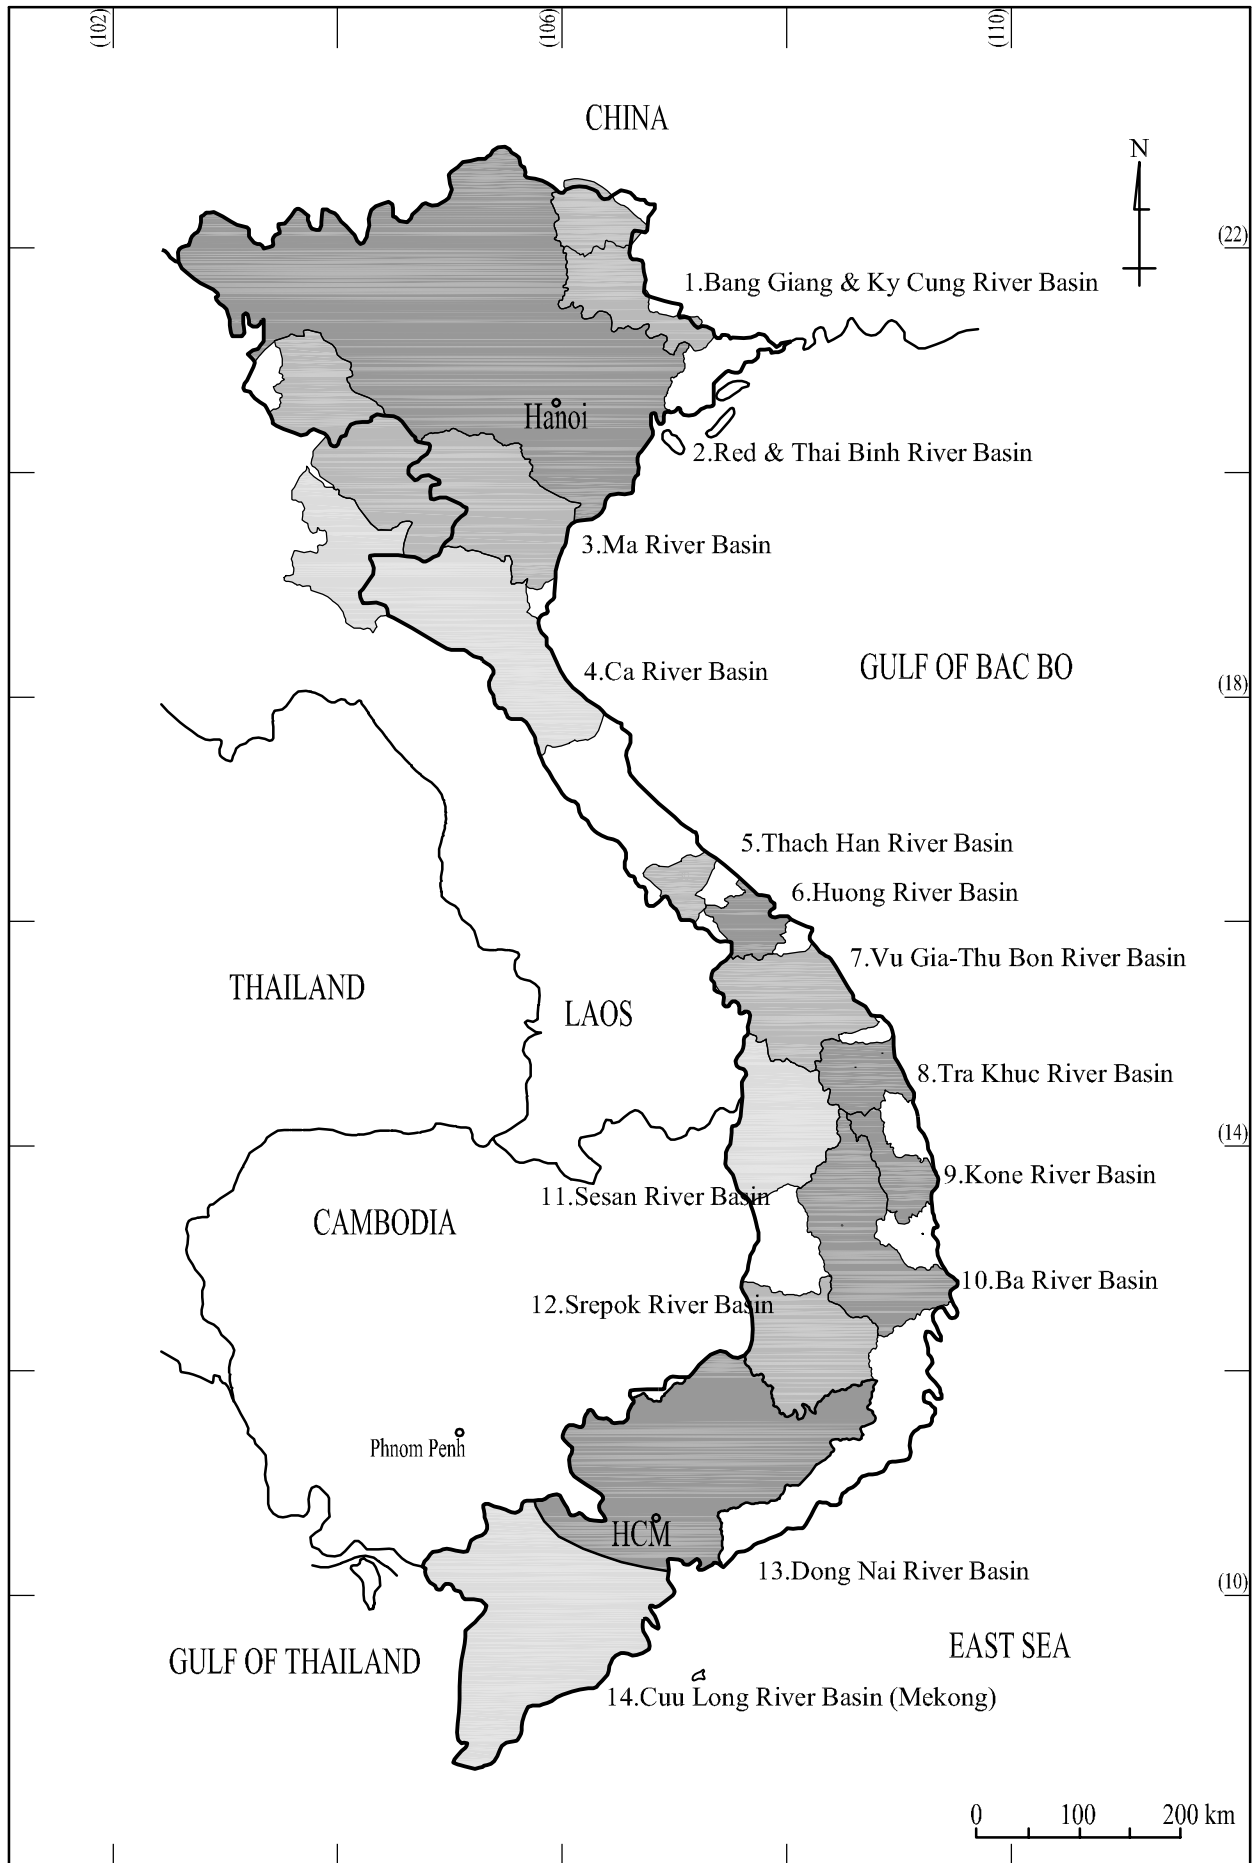 (102)
(106)
(110)
CHINA
N
(22)
1.Bang Giang & Ky Cung River Basin
Hanoi
2.Red & Thai Binh River Basin
3.Ma River Basin
GULF OF BAC BO
4.Ca River Basin
(18)
5.Thach Han River Basin
6.Huong River Basin
7.Vu Gia-Thu Bon River Basin
THAILAND
LAOS
8.Tra Khuc River Basin
(14)
9.Kone River Basin
11.Sesan River Basin
CAMBODIA
10.Ba River Basin
12.Srepok River Basin
Phnom Penh
HCM
13.Dong Nai River Basin
(10)
EAST SEA
GULF OF THAILAND
14.Cuu Long River Basin (Mekong)
0 100 200 km